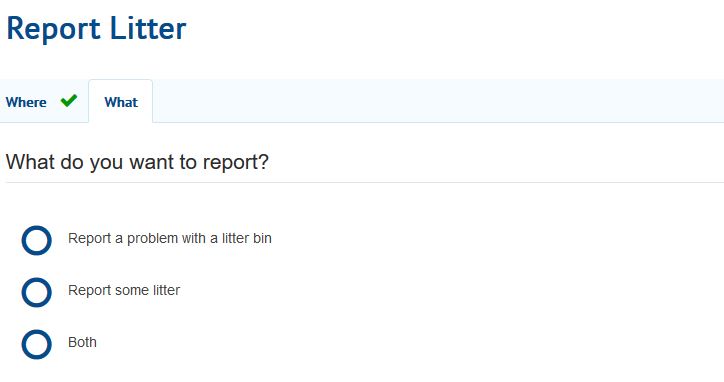 Report Litter
Where What
What do you want to report?
Report a problem with a litter bin
Report some litter
Both